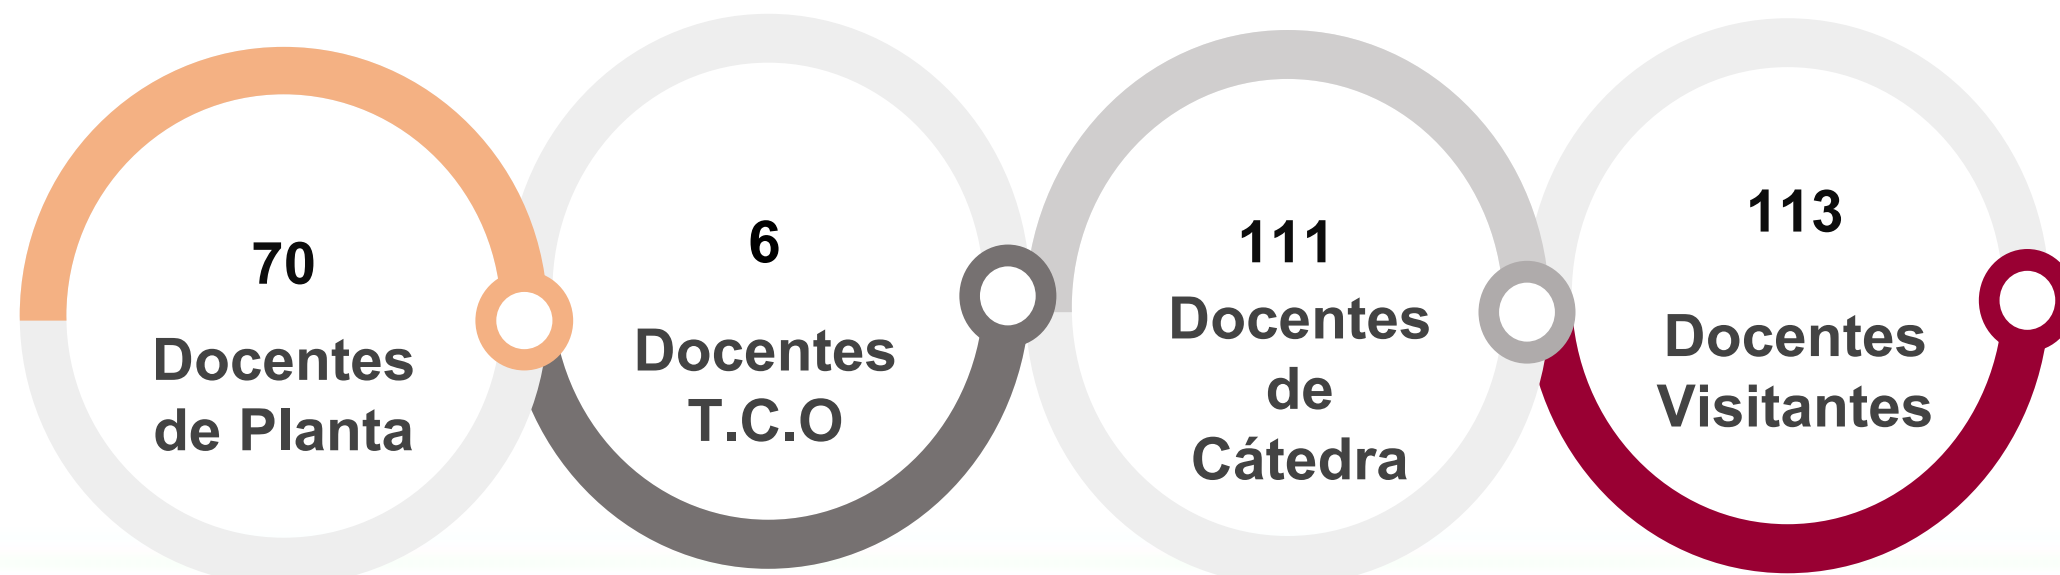 70
Docentes
de Planta
6
Docentes
T.C.O
111
Docentes
de
Cátedra
113
Docentes
Visitantes